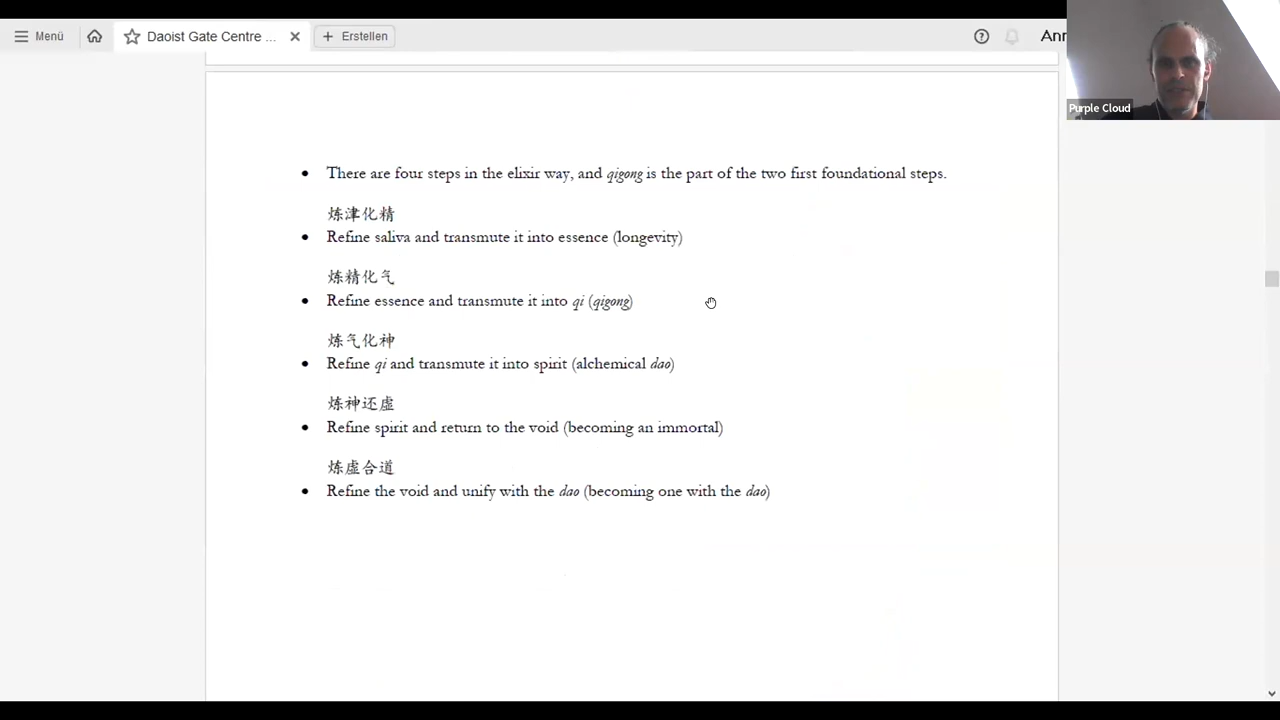 Menü
Daoist Gate Centre ...
Erstellen
Purple Cloud
• There are four steps in the elixir way, and qigong is the part of the two first foundational steps.
炼津化精
• Refine saliva and transmute it into essence (longevity)
炼精化气
• Refine essence and transmute it into qi (qigong)
炼气化神
• Refine qi and transmute it into spirit (alchemical dao)
炼神还虚
• Refine spirit and return to the void (becoming an immortal)
炼虚合道
• Refine the void and unify with the dao (becoming one with the dao)